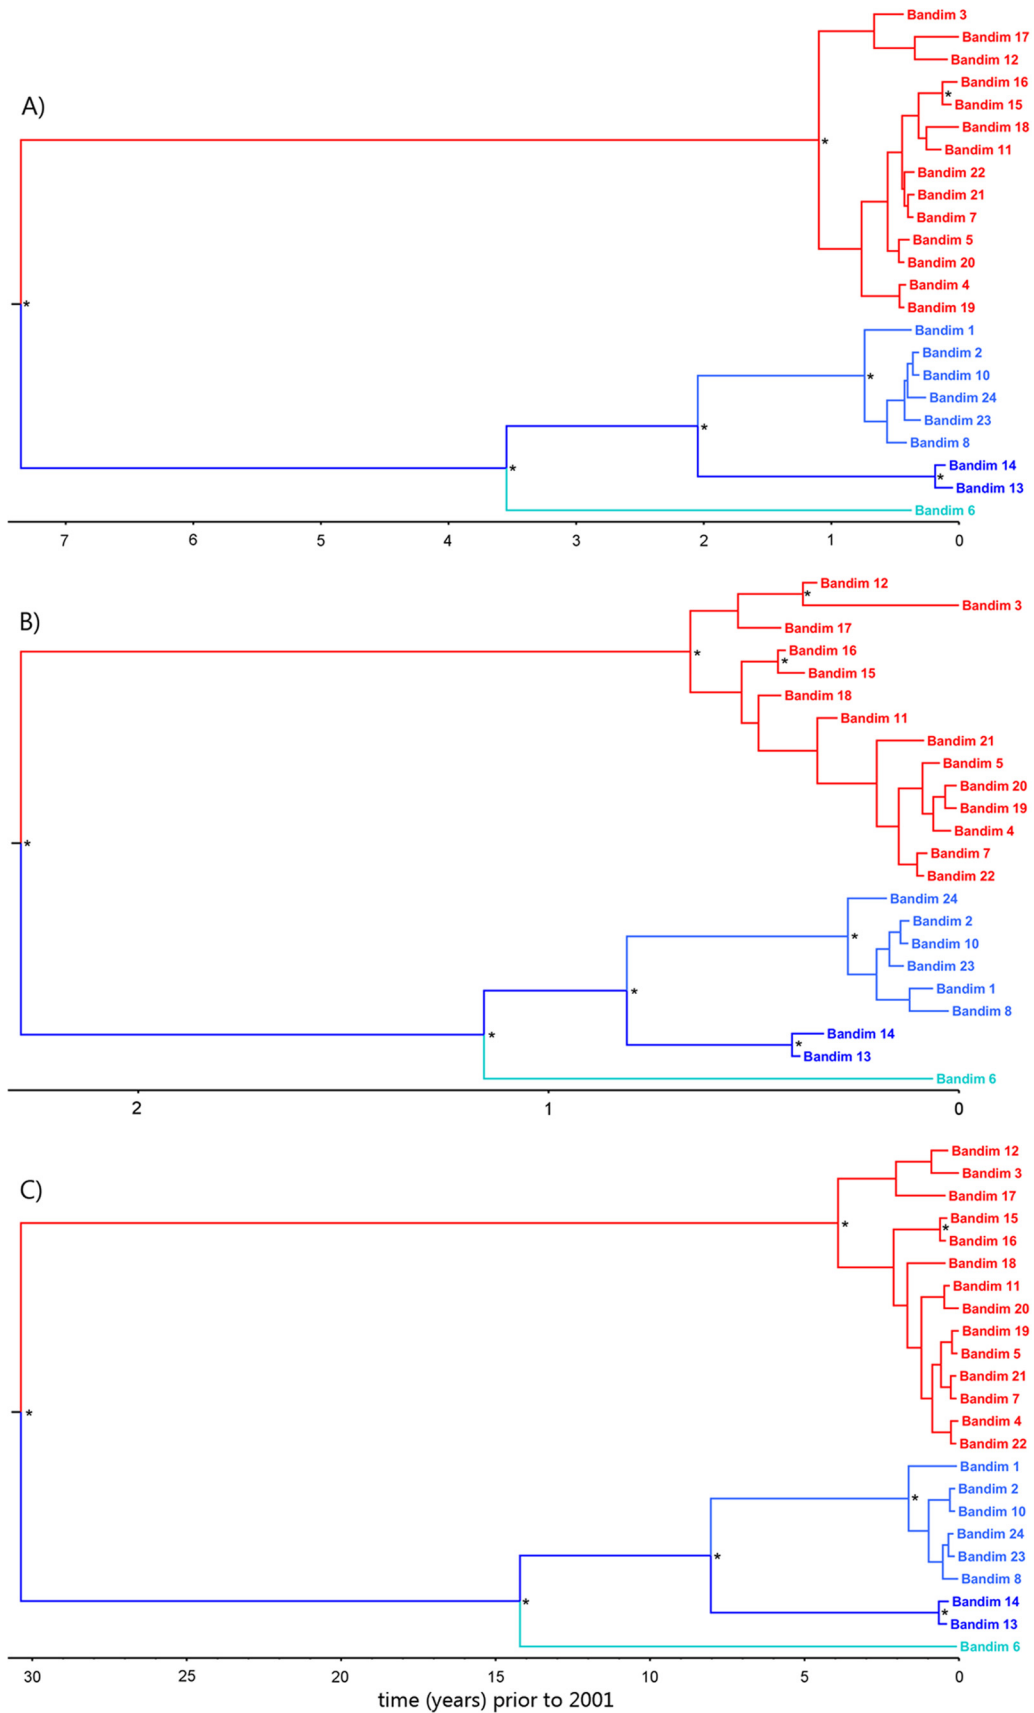 A)
Bandim 3
Bandim 17
Bandim 12
Bandim 16
*
Bandim 15
Bandim 18
*
Bandim 11
Bandim 22
Bandim 21
Bandim 7
Bandim 5
Bandim 20
Bandim 4
*
Bandim 19
Bandim 1
Bandim 2
*
Bandim 10
Bandim 24
Bandim 23
*
Bandim 8
Bandim 14
*
*
Bandim 13
Bandim 6
7 6 5 4 3 2 1 0
B)
Bandim 12
*
Bandim 3
Bandim 17
*
Bandim 16
*
Bandim 15
Bandim 18
Bandim 11
Bandim 21
Bandim 5
Bandim 20
Bandim 19
Bandim 4
*
Bandim 7
Bandim 22
Bandim 24
Bandim 2
*
Bandim 10
Bandim 23
Bandim 1
*
Bandim 8
Bandim 14
*
*
Bandim 13
Bandim 6
2 1 0
C)
Bandim 12
Bandim 3
Bandim 17
Bandim 15
*
*
Bandim 16
Bandim 18
Bandim 11
Bandim 20
Bandim 19
Bandim 5
Bandim 21
Bandim 7
*
Bandim 4
Bandim 22
Bandim 1
Bandim 2
*
Bandim 10
Bandim 24
Bandim 23
*
Bandim 8
Bandim 14
*
*
Bandim 13
Bandim 6
30 25 20 15 10 5 0
time (years) prior to 2001